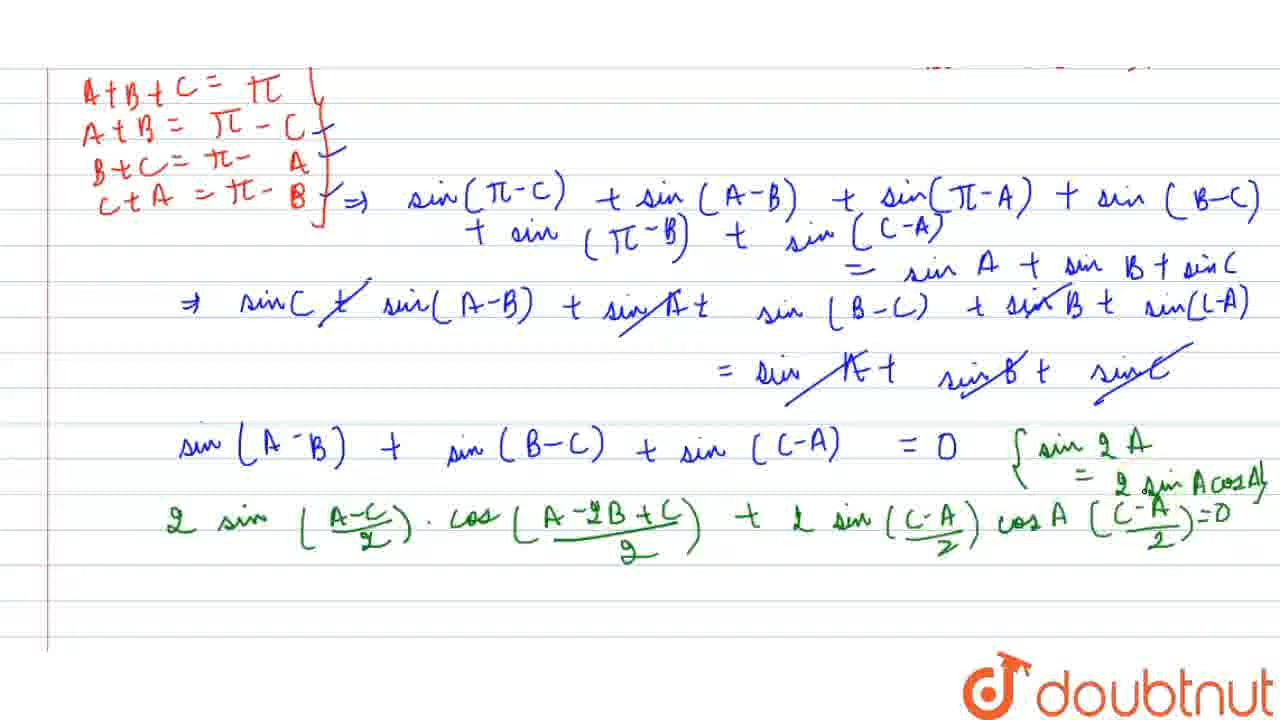 A+B+C = π
A+B = π - C
B+C = π - A
C+A = π - B
⇒ sin(π-C) + sin(A-B) + sin(π-A) + sin(B-C)
+ sin(π-B) + sin(C-A)
= sin A + sin B + sin C
⇒ sin C + sin(A-B) + sin A + sin(B-C) + sin B + sin(C-A)
= sin A + sin B + sin C
sin(A-B) + sin(B-C) + sin(C-A) = 0 { sin 2A
= 2 sin A cos A}
2 sin (A-C/2) . cos (A-2B+C/2) + 2 sin (C-A/2) cos A (C-A/2) = 0
doubtnut